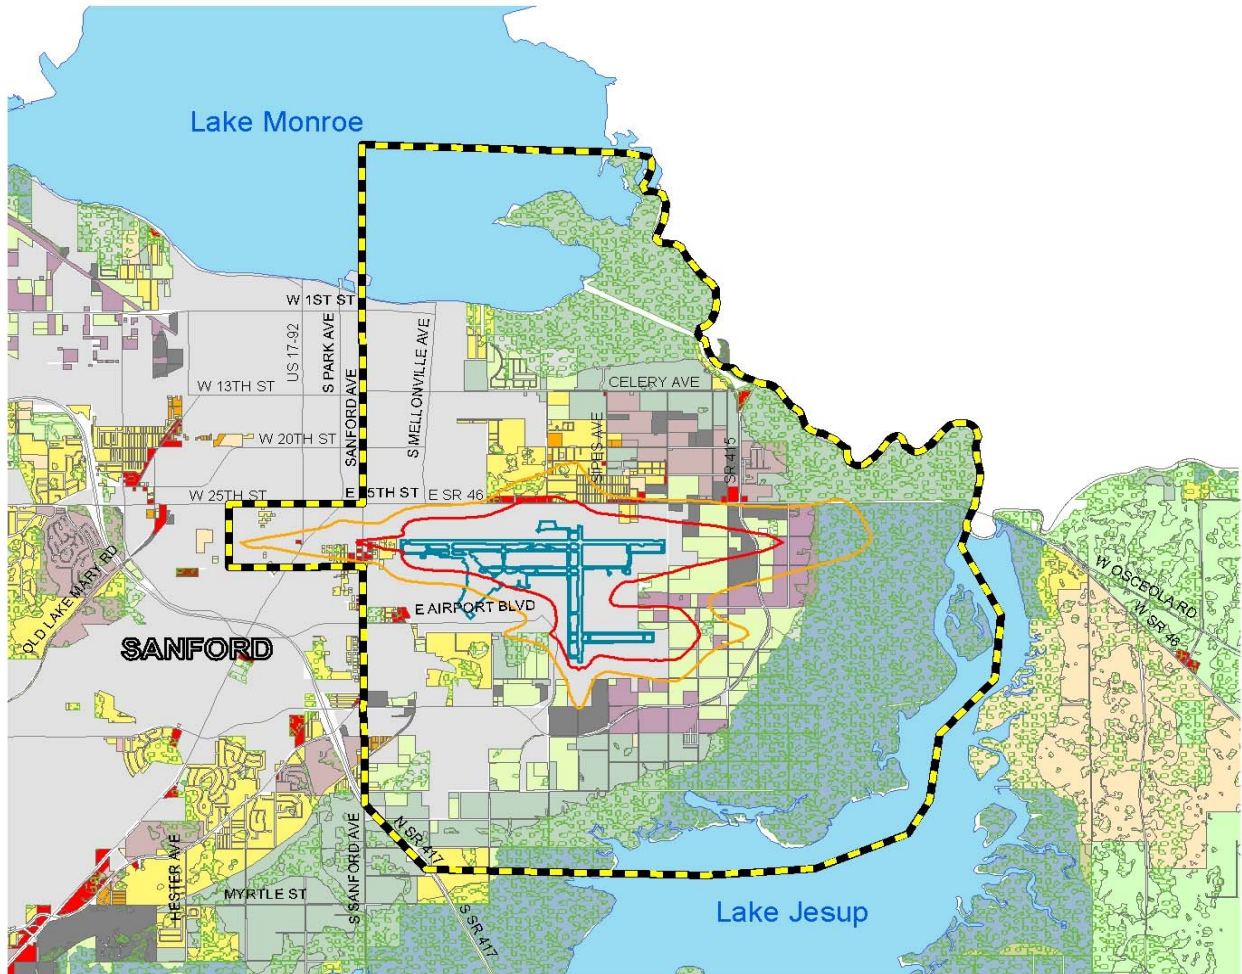 Lake Monroe
W 1ST ST
US 17-92
S PARK AVE
SANFORD AVE
S MELLONVILLE AVE
W 13TH ST
CELERY AVE
W 20TH ST
SIPES AVE
SR 415
W 25TH ST
E 25TH ST
E SR 46
OLD LAKE MARY RD
E AIRPORT BLVD
SANFORD
W OSCEOLA RD
W SR 46
N SR 417
HESTER AVE
MYRTLE ST
S SANFORD AVE
S SR 417
Lake Jesup